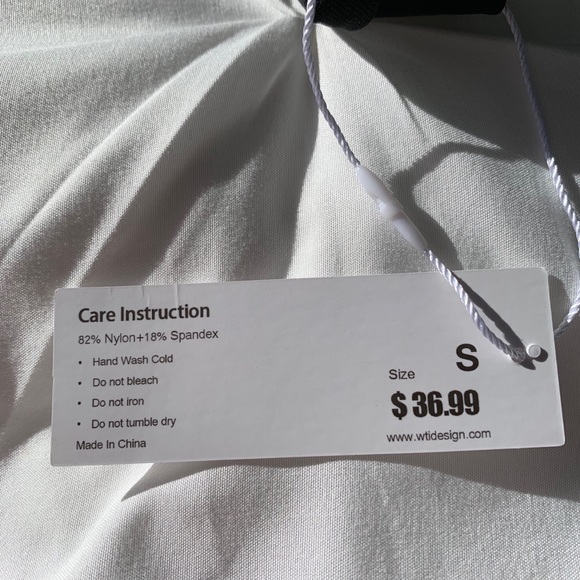 Care Instruction
82% Nylon+18% Spandex
• Hand Wash Cold
• Do not bleach
• Do not iron
• Do not tumble dry
Made In China
Size S
$ 36.99
www.wtidesign.com